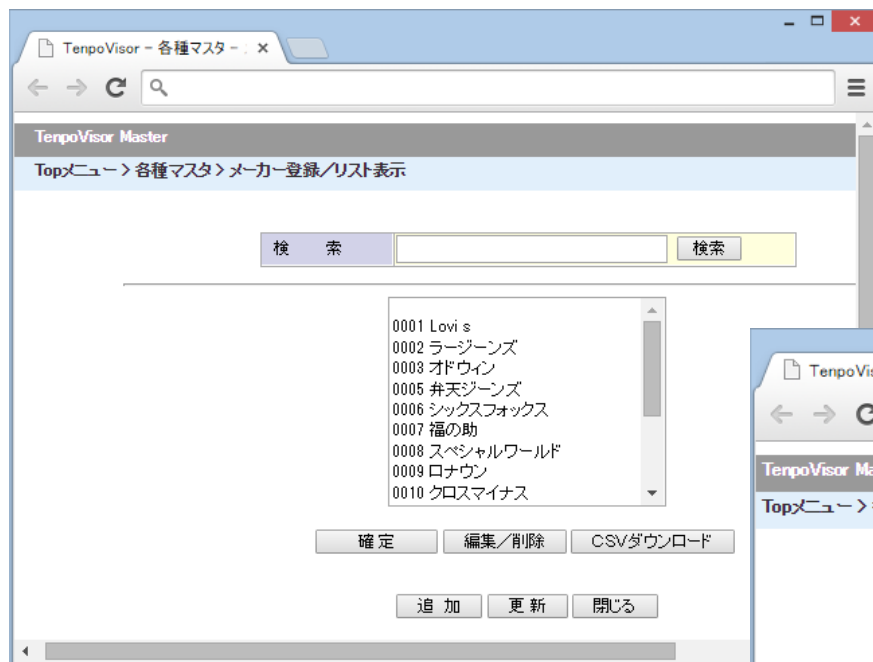 TenpoVisor - 各種マスタ -
TenpoVisor Master
Topメニュー > 各種マスタ > メーカー登録/リスト表示
検 索
検索
0001 Lovi s
0002 ラージーンズ
0003 オドウィン
0005 弁天ジーンズ
0006 シックスフォックス
0007 福の助
0008 スペシャルワールド
0009 ロナウン
0010 クロスマイナス
確 定
編集/削除
CSVダウンロード
追 加
更 新
閉じる
TenpoVis
TenpoVisor Ma
Topメニュー >